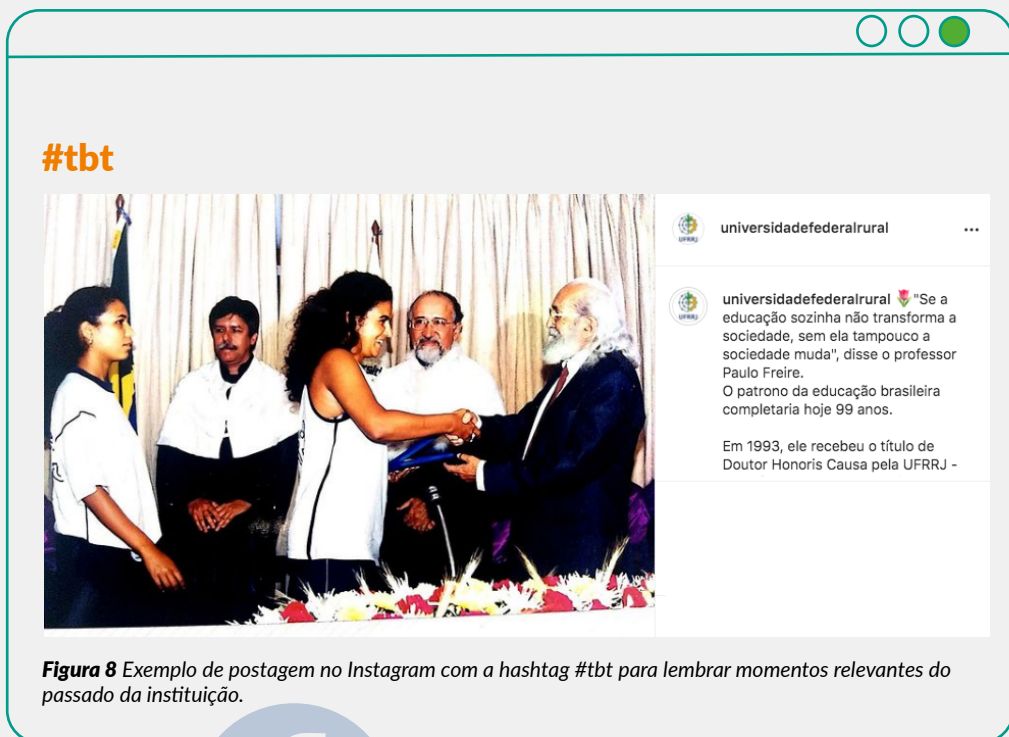 #tbt
universidadefederalrural
UFRRJ
universidadefederalrural 🌷"Se a
educação sozinha não transforma a
sociedade, sem ela tampouco a
sociedade muda", disse o professor
Paulo Freire.
O patrono da educação brasileira
completaria hoje 99 anos.
Em 1993, ele recebeu o título de
Doutor Honoris Causa pela UFRRJ -
UFRRJ
Figura 8 Exemplo de postagem no Instagram com a hashtag #tbt para lembrar momentos relevantes do
passado da instituição.